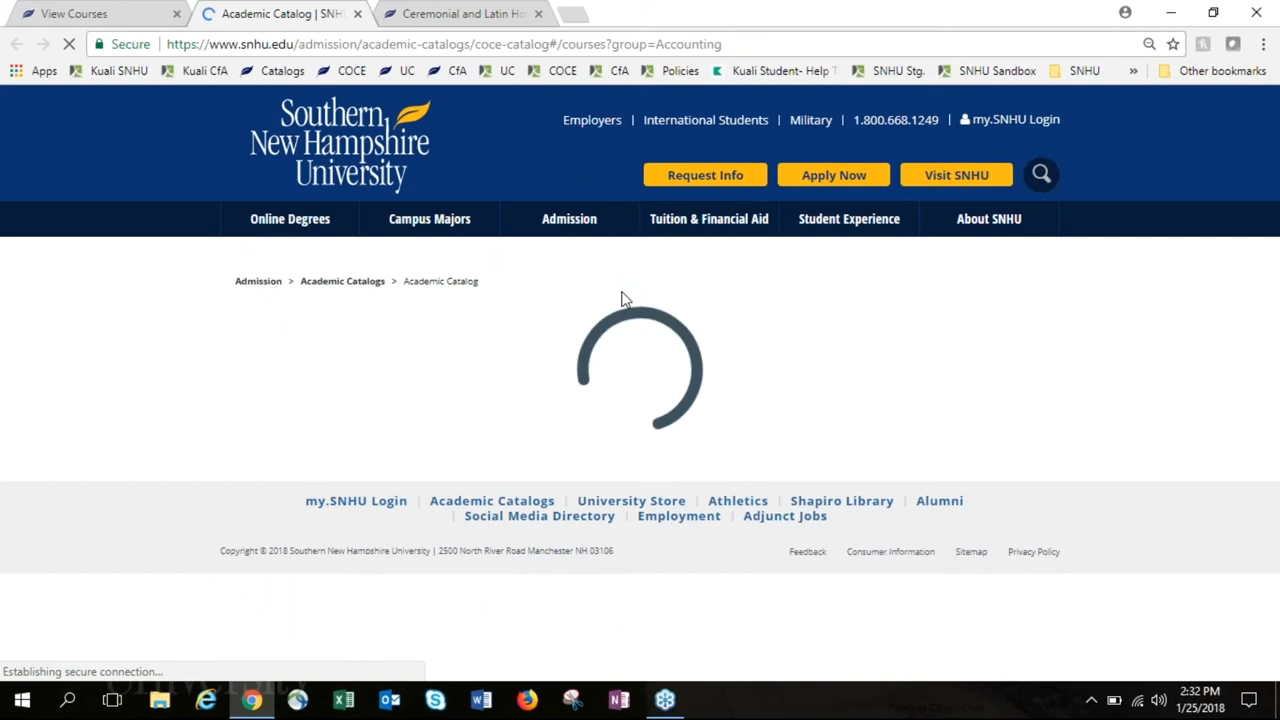 View Courses
Academic Catalog | SNH
Ceremonial and Latin Ho
Secure
https://www.snhu.edu/admission/academic-catalogs/coce-catalog#/courses?group=Accounting
Apps
Kuali SNHU
Kuali CfA
Catalogs
COCE
UC
CfA
UC
COCE
CfA
Policies
Kuali Student- Help T
SNHU Stg.
SNHU Sandbox
SNHU
»
Other bookmarks
Southern
New Hampshire
University
Employers | International Students | Military | 1.800.668.1249 | my.SNHU Login
Request Info
Apply Now
Visit SNHU
Online Degrees
Campus Majors
Admission
Tuition & Financial Aid
Student Experience
About SNHU
Admission > Academic Catalogs > Academic Catalog
my.SNHU Login | Academic Catalogs | University Store | Athletics | Shapiro Library | Alumni
| Social Media Directory | Employment | Adjunct Jobs
Copyright © 2018 Southern New Hampshire University | 2500 North River Road Manchester NH 03106
Feedback
Consumer Information
Sitemap
Privacy Policy
Establishing secure connection...
2:32 PM
1/25/2018